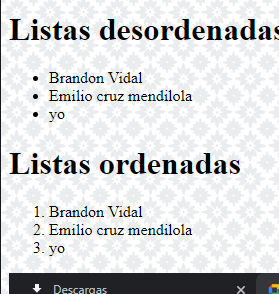 Listas desordenadas
• Brandon Vidal
• Emilio cruz mendilola
• yo
Listas ordenadas
1. Brandon Vidal
2. Emilio cruz mendilola
3. yo
Descargas